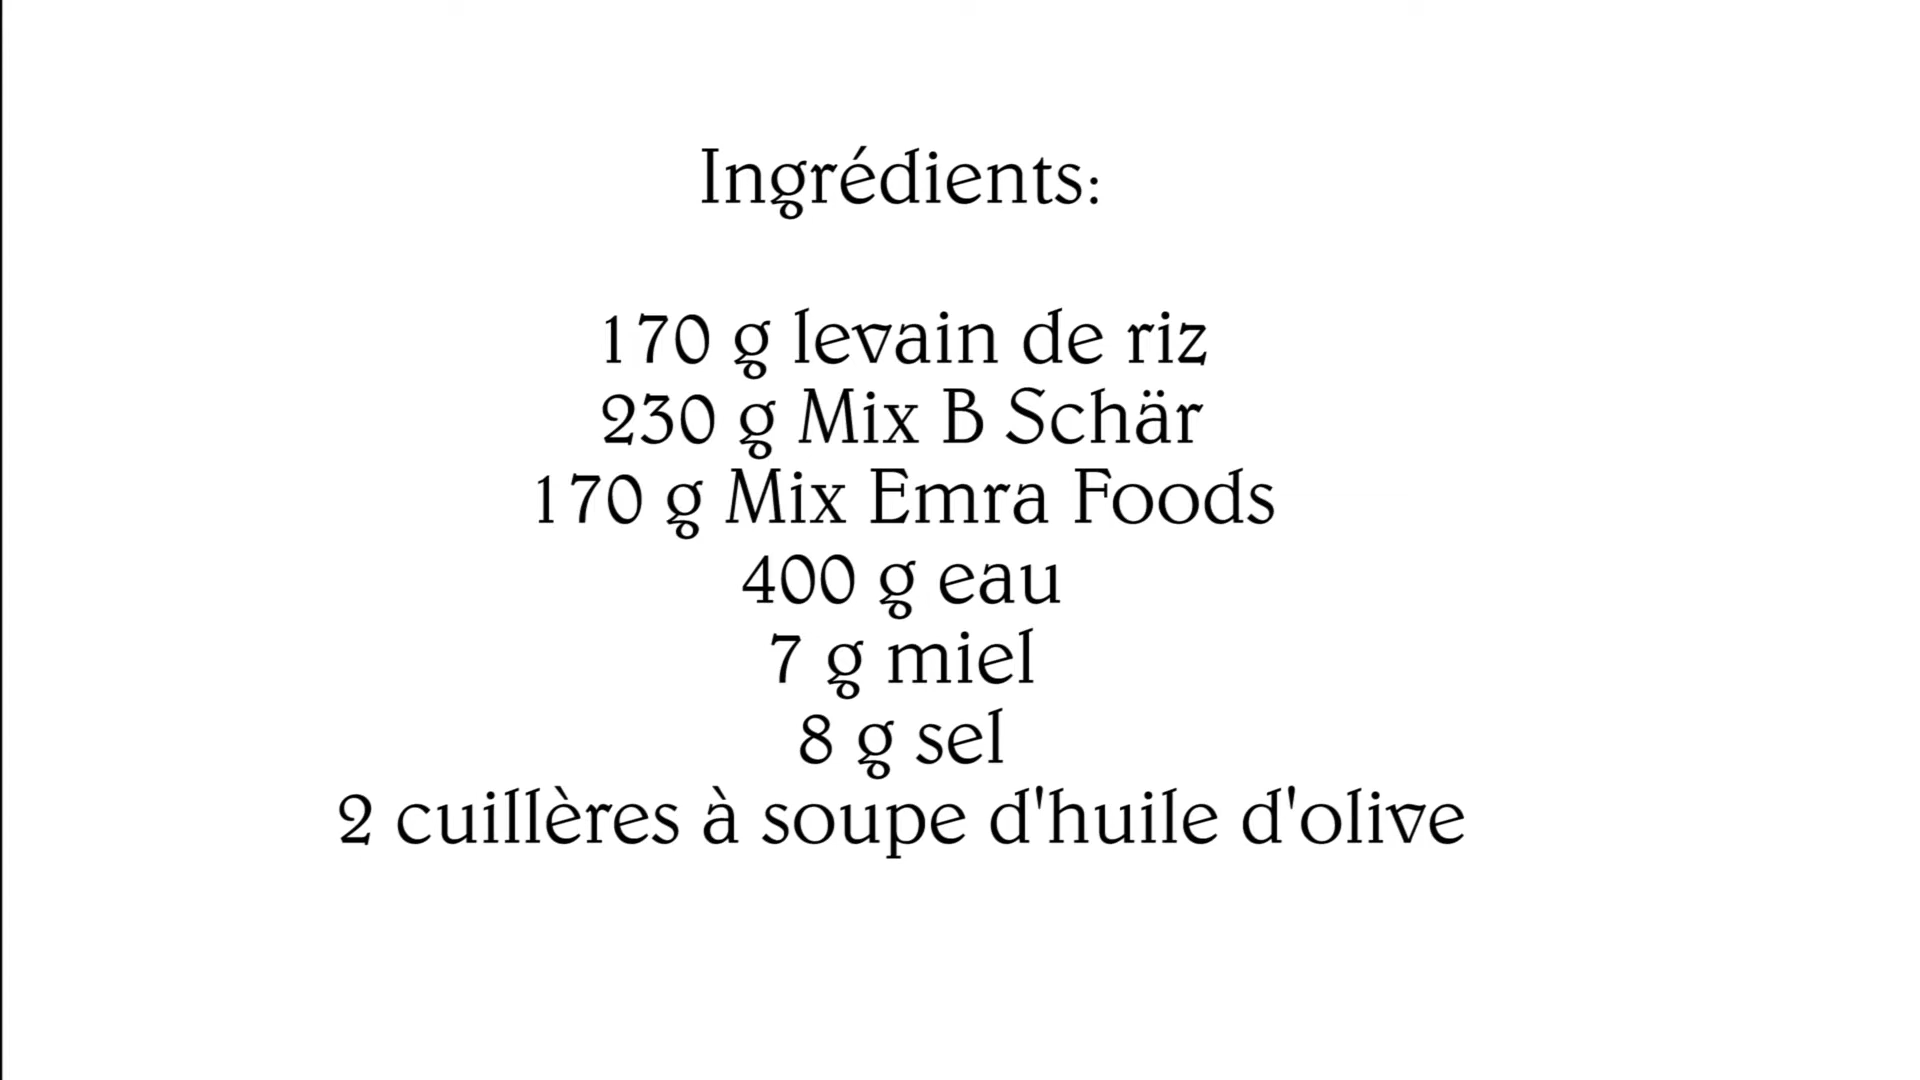 Ingrédients:
170 g levain de riz
230 g Mix B Schär
170 g Mix Emra Foods
400 g eau
7 g miel
8 g sel
2 cuillères à soupe d'huile d'olive